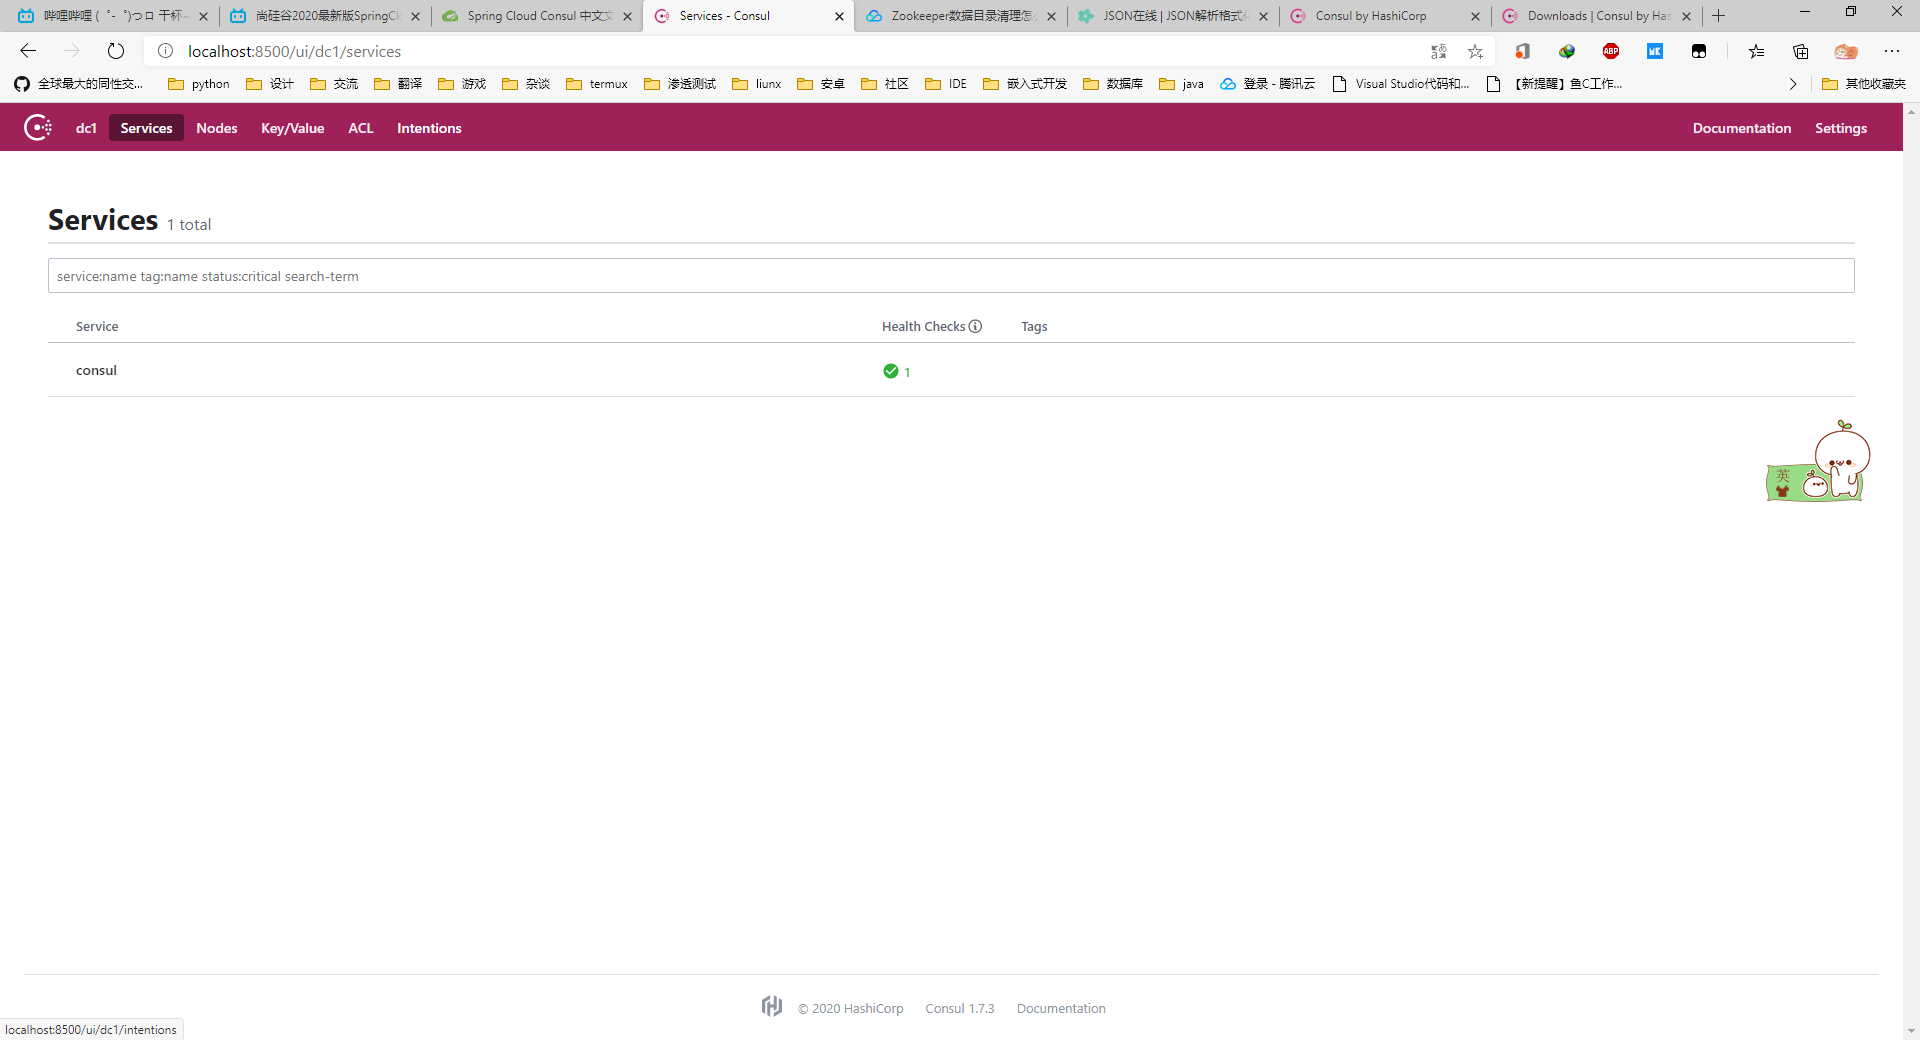 哔哩哔哩 ( ゜- ゜)つロ 干杯~
尚硅谷2020最新版SpringCl
Spring Cloud Consul 中文文
Services - Consul
Zookeeper数据目录清理怎
JSON在线 | JSON解析格式
Consul by HashiCorp
Downloads | Consul by Has
localhost:8500/ui/dc1/services
全球最大的同性交... python 设计 交流 翻译 游戏 杂谈 termux 渗透测试 liunx 安卓 社区 IDE 嵌入式开发 数据库 java 登录 - 腾讯云 Visual Studio代码和... 【新提醒】鱼C工作... 其他收藏夹
dc1 Services Nodes Key/Value ACL Intentions Documentation Settings
Services 1 total
service:name tag:name status:critical search-term
Service Health Checks Tags
consul 1
英
© 2020 HashiCorp Consul 1.7.3 Documentation
localhost:8500/ui/dc1/intentions